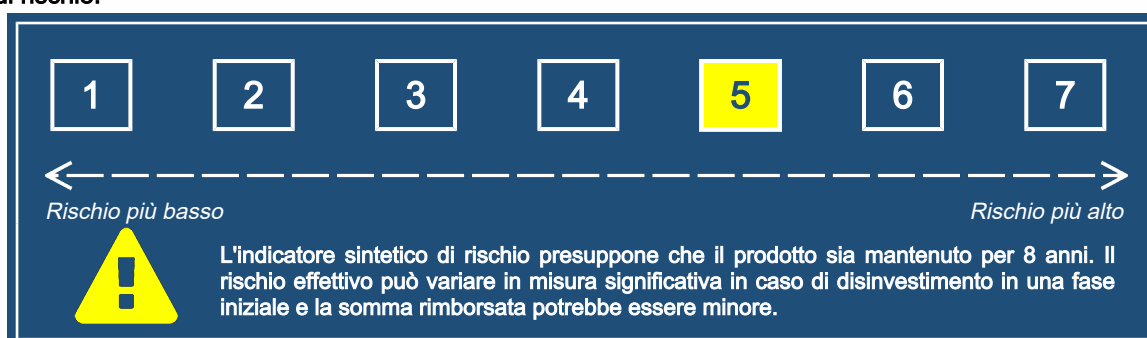 di rischio.
1 2 3 4 5 6 7
Rischio più basso Rischio più alto
L'indicatore sintetico di rischio presuppone che il prodotto sia mantenuto per 8 anni. Il
rischio effettivo può variare in misura significativa in caso di disinvestimento in una fase
iniziale e la somma rimborsata potrebbe essere minore.